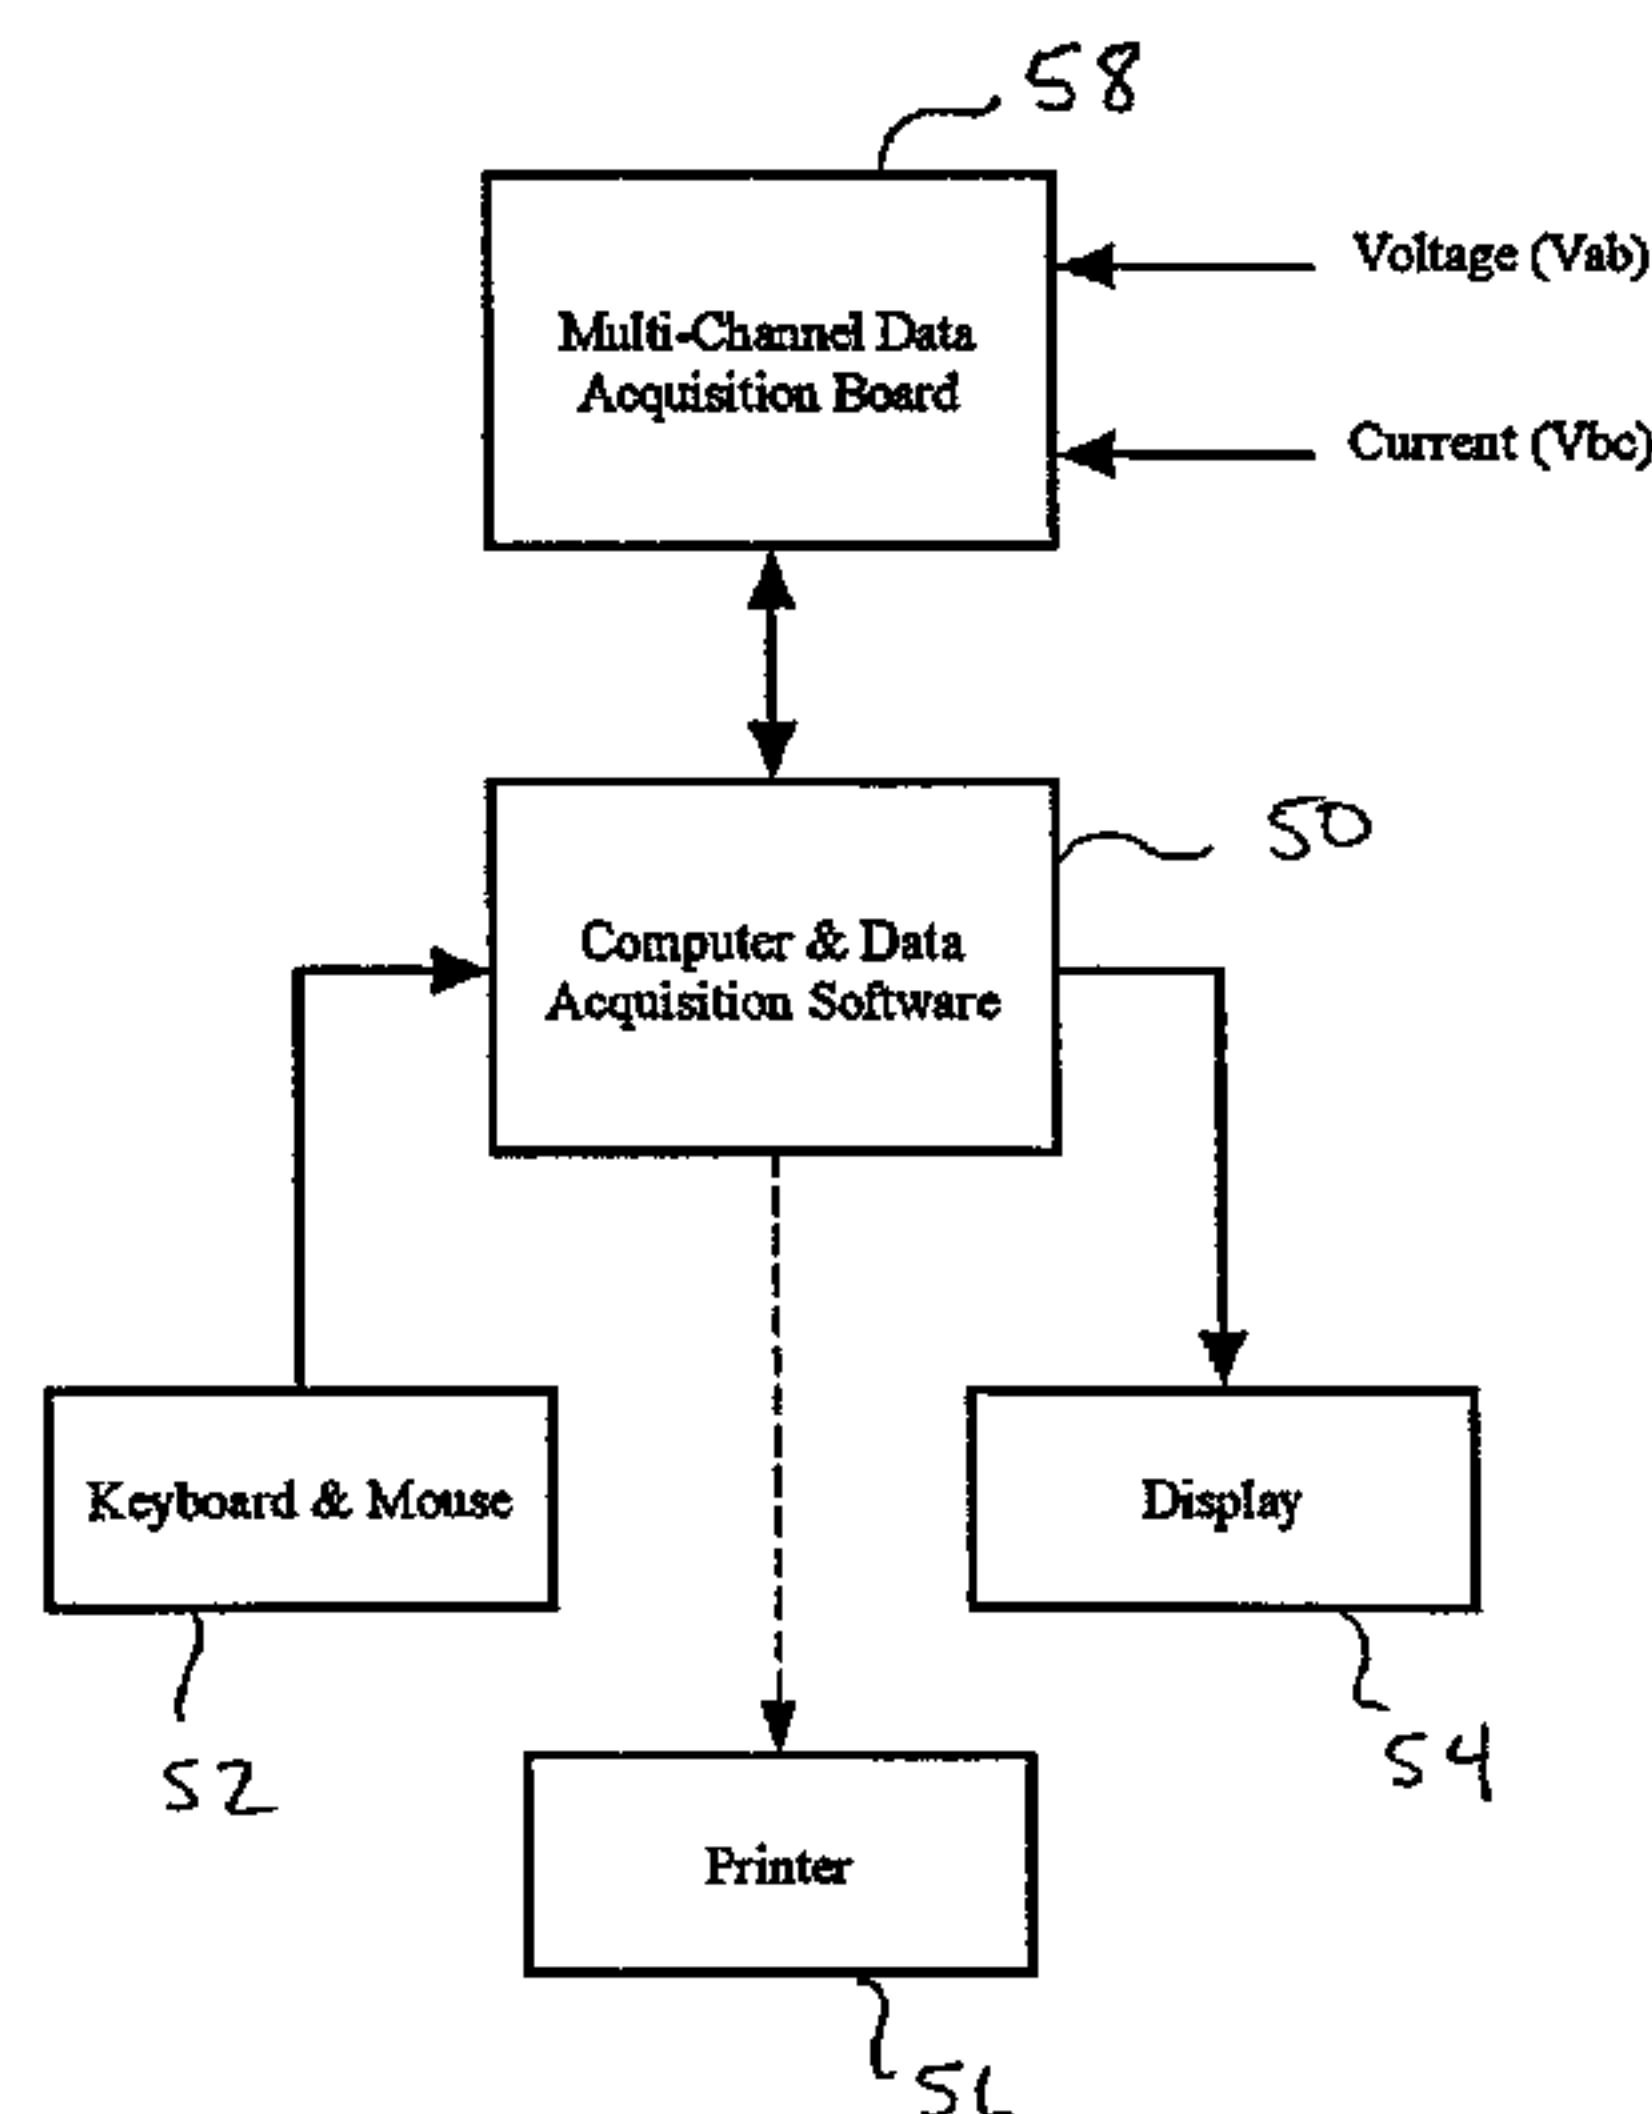 58
Voltage (Vab)
Multi-Channel Data
Acquisition Board
Current (Vbc)
50
Computer & Data
Acquisition Software
Keyboard & Mouse
Display
52
54
Printer